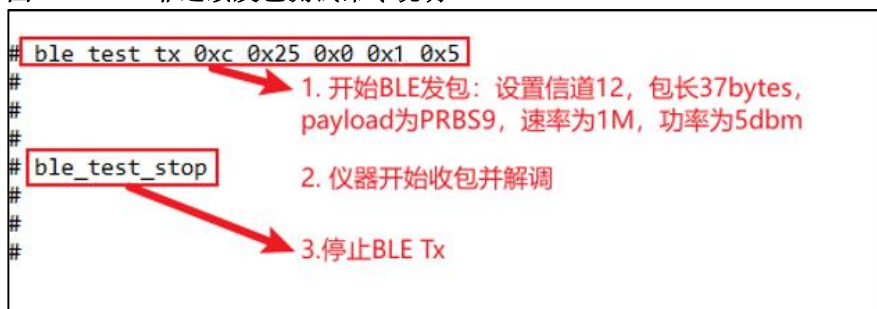 # ble test tx 0xc 0x25 0x0 0x1 0x5
#
1. 开始BLE发包：设置信道12，包长37bytes，
#
payload为PRBS9，速率为1M，功率为5dbm
#
# ble_test_stop
2. 仪器开始收包并解调
#
#
# 3.停止BLE Tx